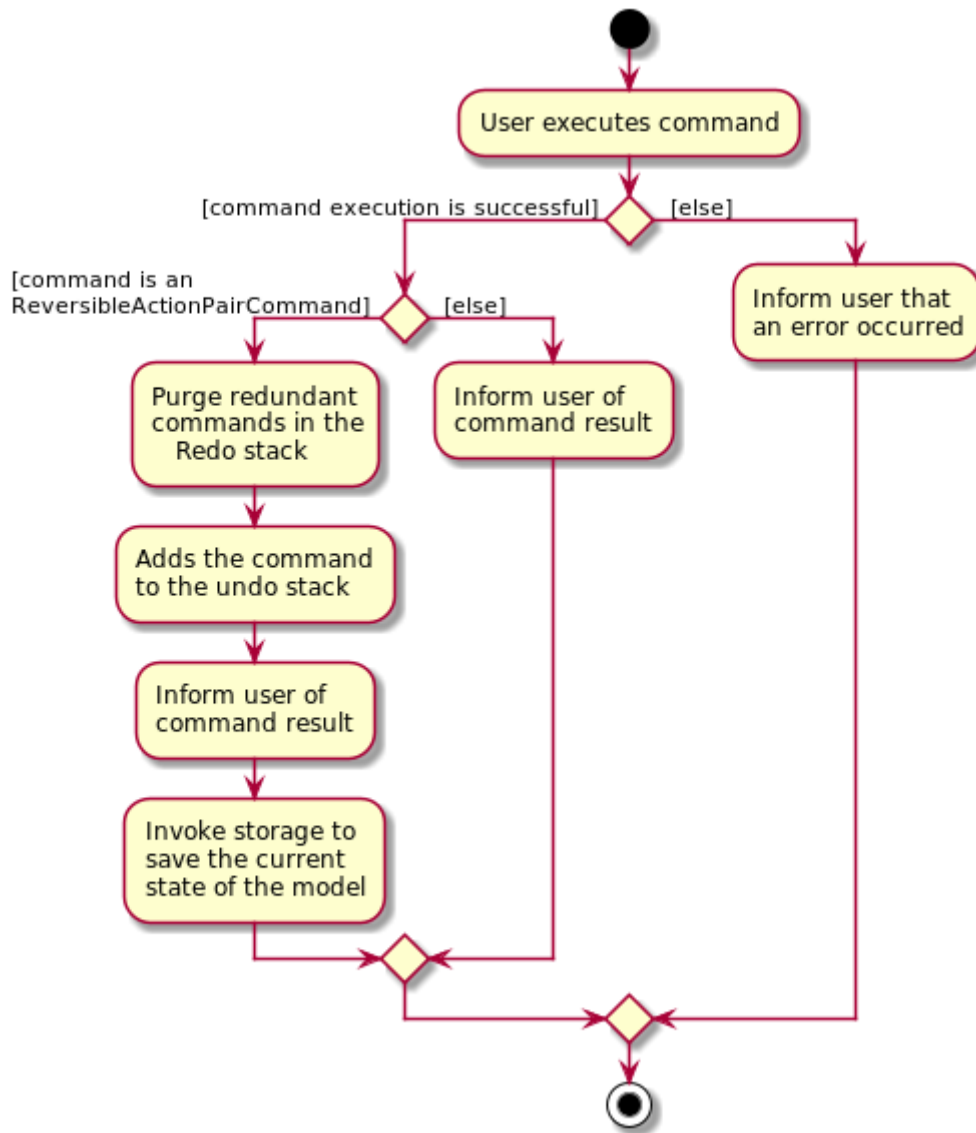 User executes command
[command execution is successful]
[else]
[command is an
ReversibleActionPairCommand]
[else]
Inform user that
an error occurred
Purge redundant
commands in the
Redo stack
Inform user of
command result
Adds the command
to the undo stack
Inform user of
command result
Invoke storage to
save the current
state of the model